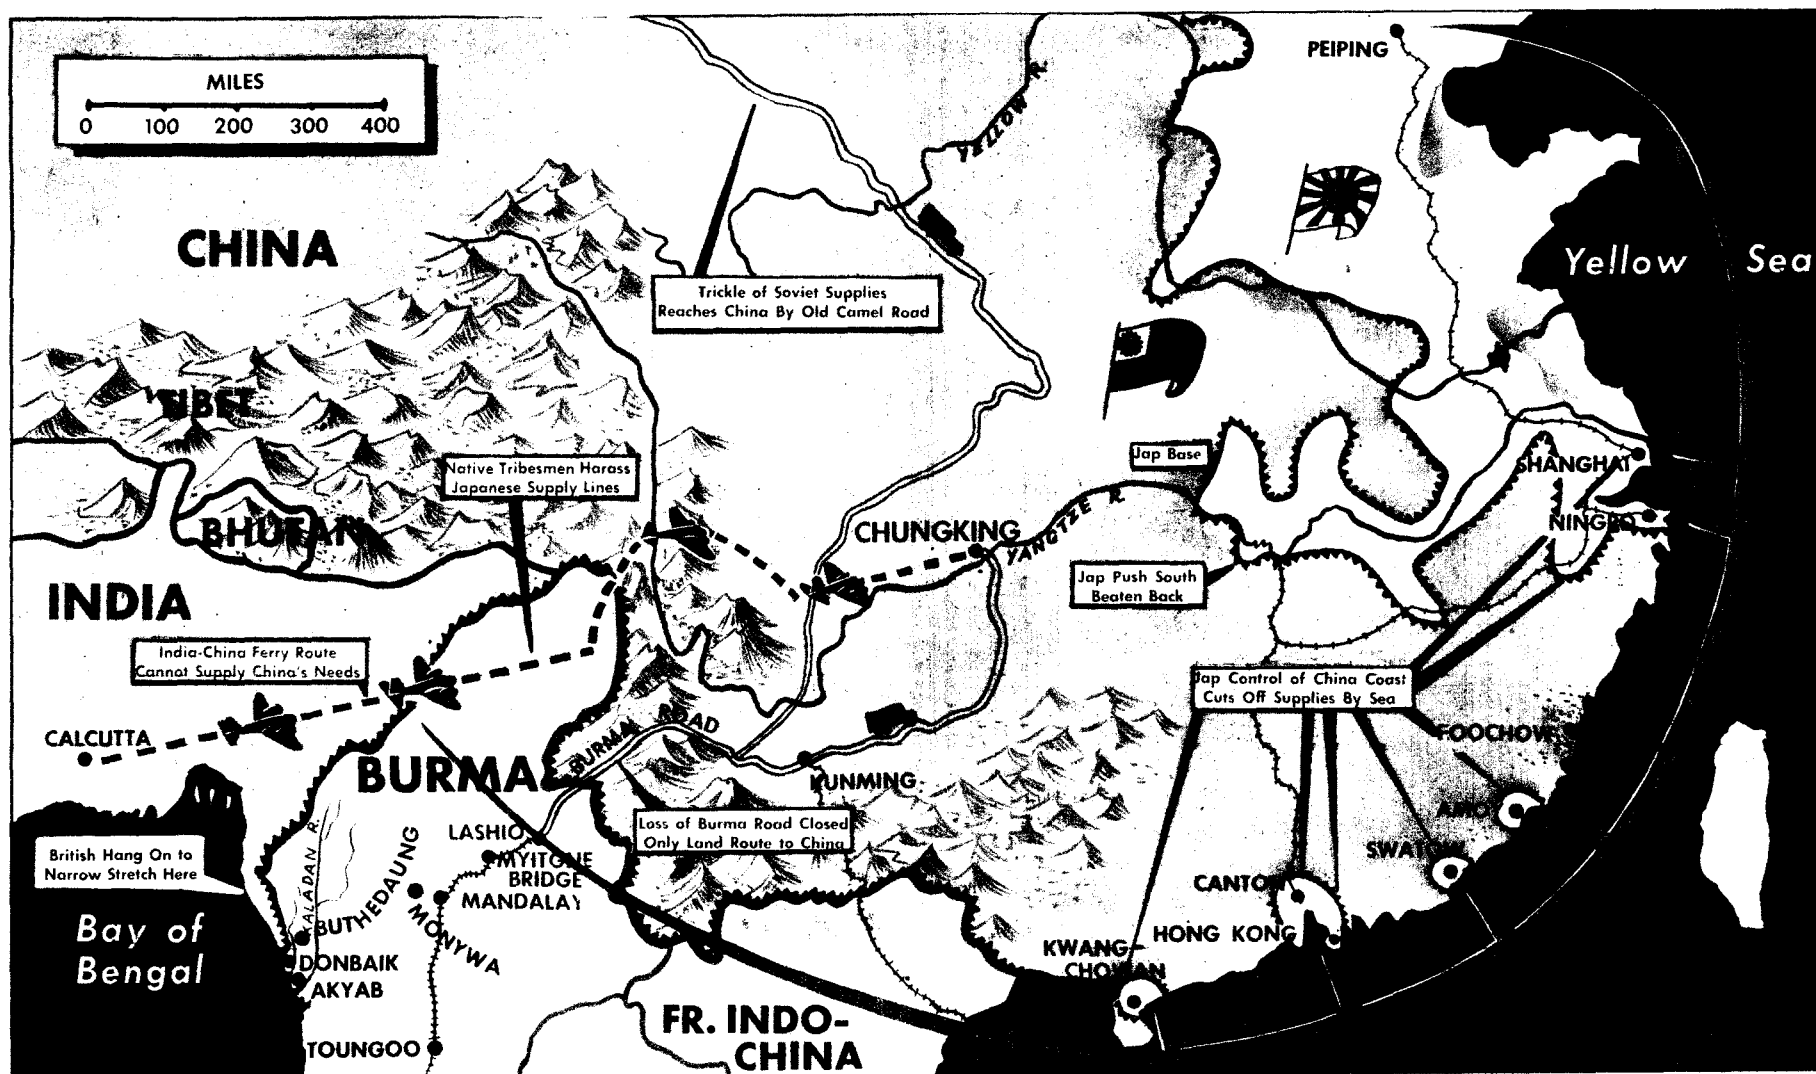 MILES
0 100 200 300 400
PEIPING
YELLOW R.
CHINA
Yellow Sea
Trickle of Soviet Supplies
Reaches China By Old Camel Road
TIBET
Native Tribesmen Harass
Japanese Supply Lines
Jap Base
SHANGHAI
NINGPO
BHUTAN
CHUNGKING
YANGTZE R.
Jap Push South
Beaten Back
INDIA
India-China Ferry Route
Cannot Supply China's Needs
Jap Control of China Coast
Cuts Off Supplies By Sea
CALCUTTA
BURMA ROAD
FOOCHOW
BURMA
KUNMING
AMOY
LASHIO
Loss of Burma Road Closed
Only Land Route to China
British Hang On to
Narrow Stretch Here
MYITGNE
BRIDGE
SWATOW
MANDALAY
CANTON
KALADAN R.
BUTHEDAUNG
MONYWA
Bay of
Bengal
HONG KONG
KWANG-
CHOWAN
DONBAIK
AKYAB
FR. INDO-
CHINA
TOUNGOO